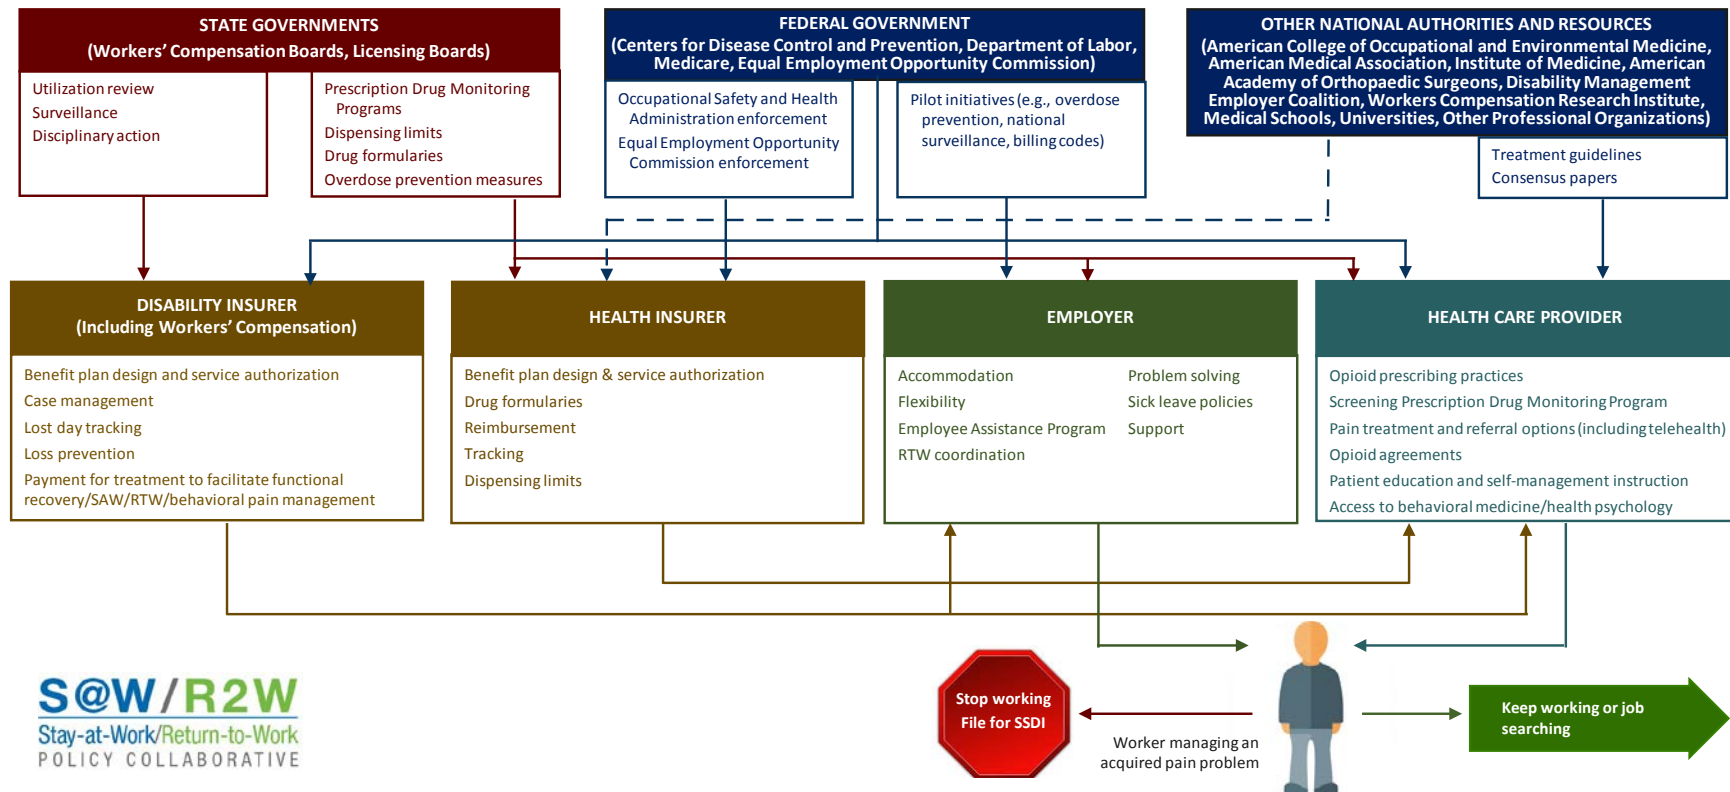 STATE GOVERNMENTS
(Workers’ Compensation Boards, Licensing Boards)
Utilization review
Surveillance
Disciplinary action
Prescription Drug Monitoring
Programs
Dispensing limits
Drug formularies
Overdose prevention measures
FEDERAL GOVERNMENT
(Centers for Disease Control and Prevention, Department of Labor,
Medicare, Equal Employment Opportunity Commission)
Occupational Safety and Health
Administration enforcement
Equal Employment Opportunity
Commission enforcement
Pilot initiatives (e.g., overdose
prevention, national
surveillance, billing codes)
OTHER NATIONAL AUTHORITIES AND RESOURCES
(American College of Occupational and Environmental Medicine,
American Medical Association, Institute of Medicine, American
Academy of Orthopaedic Surgeons, Disability Management
Employer Coalition, Workers Compensation Research Institute,
Medical Schools, Universities, Other Professional Organizations)
Treatment guidelines
Consensus papers
DISABILITY INSURER
(Including Workers’ Compensation)
Benefit plan design and service authorization
Case management
Lost day tracking
Loss prevention
Payment for treatment to facilitate functional
recovery/SAW/RTW/behavioral pain management
HEALTH INSURER
Benefit plan design & service authorization
Drug formularies
Reimbursement
Tracking
Dispensing limits
EMPLOYER
Accommodation
Flexibility
Employee Assistance Program
RTW coordination
Problem solving
Sick leave policies
Support
HEALTH CARE PROVIDER
Opioid prescribing practices
Screening Prescription Drug Monitoring Program
Pain treatment and referral options (including telehealth)
Opioid agreements
Patient education and self-management instruction
Access to behavioral medicine/health psychology
S@W/R2W
Stay-at-Work/Return-to-Work
POLICY COLLABORATIVE
Stop working
File for SSDI
Worker managing an
acquired pain problem
Keep working or job
searching